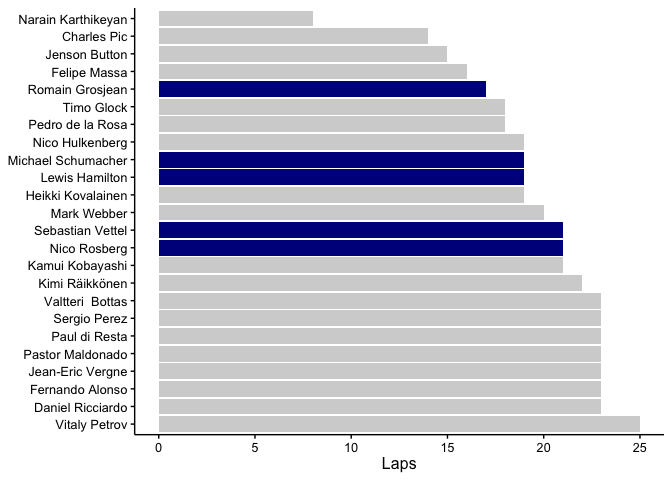 Narain Karthikeyan
Charles Pic
Jenson Button
Felipe Massa
Romain Grosjean
Timo Glock
Pedro de la Rosa
Nico Hulkenberg
Michael Schumacher
Lewis Hamilton
Heikki Kovalainen
Mark Webber
Sebastian Vettel
Nico Rosberg
Kamui Kobayashi
Kimi Räikkönen
Valtteri  Bottas
Sergio Perez
Paul di Resta
Pastor Maldonado
Jean-Eric Vergne
Fernando Alonso
Daniel Ricciardo
Vitaly Petrov
0 5 10 15 20 25
Laps